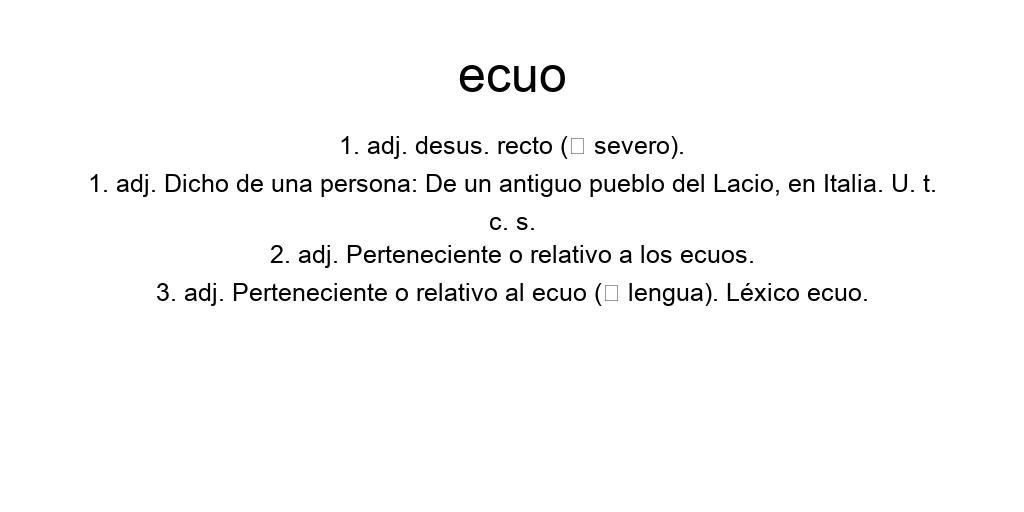 ecuo
1. adj. desus. recto (▯ severo).
1. adj. Dicho de una persona: De un antiguo pueblo del Lacio, en Italia. U. t.
c. s.
2. adj. Perteneciente o relativo a los ecuos.
3. adj. Perteneciente o relativo al ecuo (▯ lengua). Léxico ecuo.